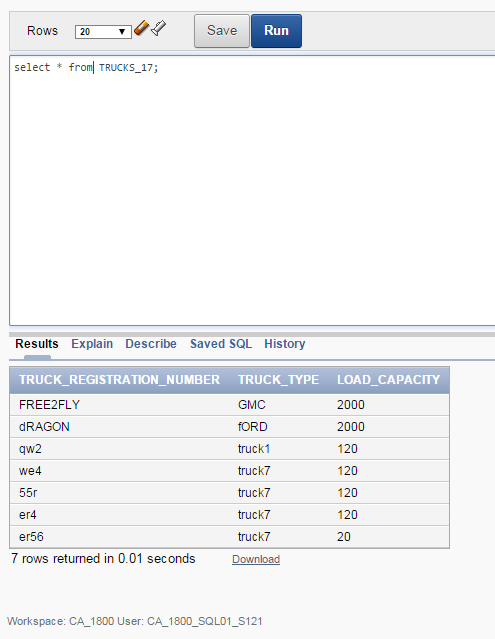 Rows 20 Save Run
select * from TRUCKS_17;
Results Explain Describe Saved SQL History
TRUCK_REGISTRATION_NUMBER TRUCK_TYPE LOAD_CAPACITY
FREE2FLY GMC 2000
dRAGON fORD 2000
qw2 truck1 120
we4 truck7 120
55r truck7 120
er4 truck7 120
er56 truck7 20
7 rows returned in 0.01 seconds Download
Workspace: CA_1800 User: CA_1800_SQL01_S121